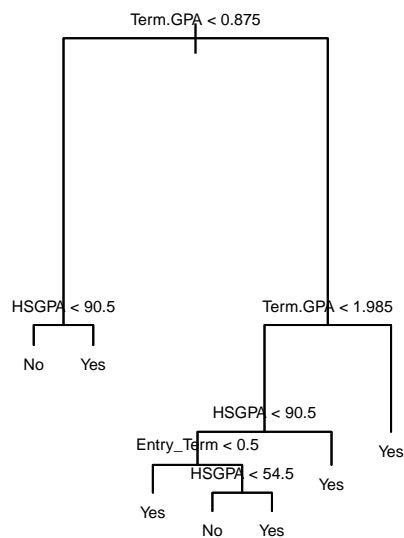 Term.GPA < 0.875
HSGPA < 90.5
Term.GPA < 1.985
No
Yes
HSGPA < 90.5
Entry_Term < 0.5
Yes
HSGPA < 54.5
Yes
Yes
No
Yes